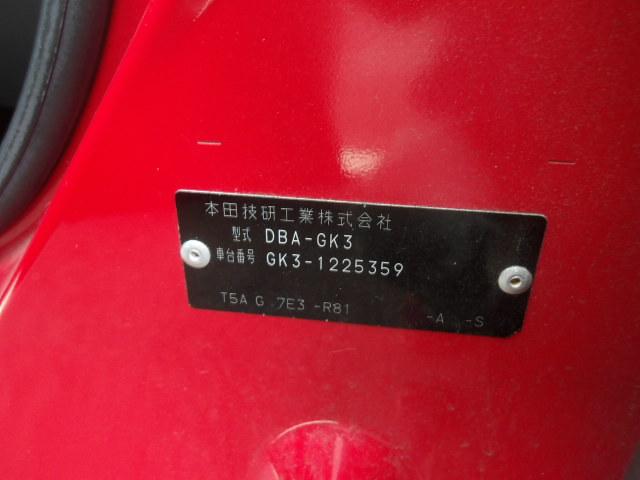 本田技研工業株式会社
型式 DBA-GK3
車台番号 GK3-1225359
T5A G 7E3 -R81 -A -S